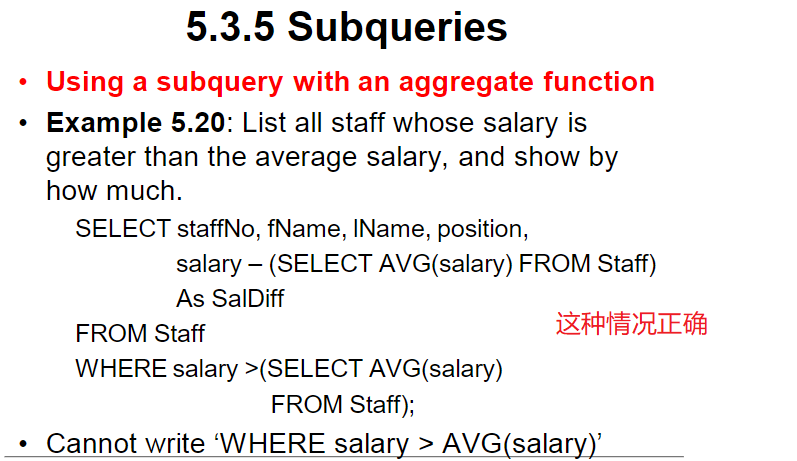 5.3.5 Subqueries
• Using a subquery with an aggregate function
• Example 5.20: List all staff whose salary is
greater than the average salary, and show by
how much.
SELECT staffNo, fName, lName, position,
salary – (SELECT AVG(salary) FROM Staff)
As SalDiff
FROM Staff
这种情况正确
WHERE salary >(SELECT AVG(salary)
FROM Staff);
• Cannot write ‘WHERE salary > AVG(salary)’